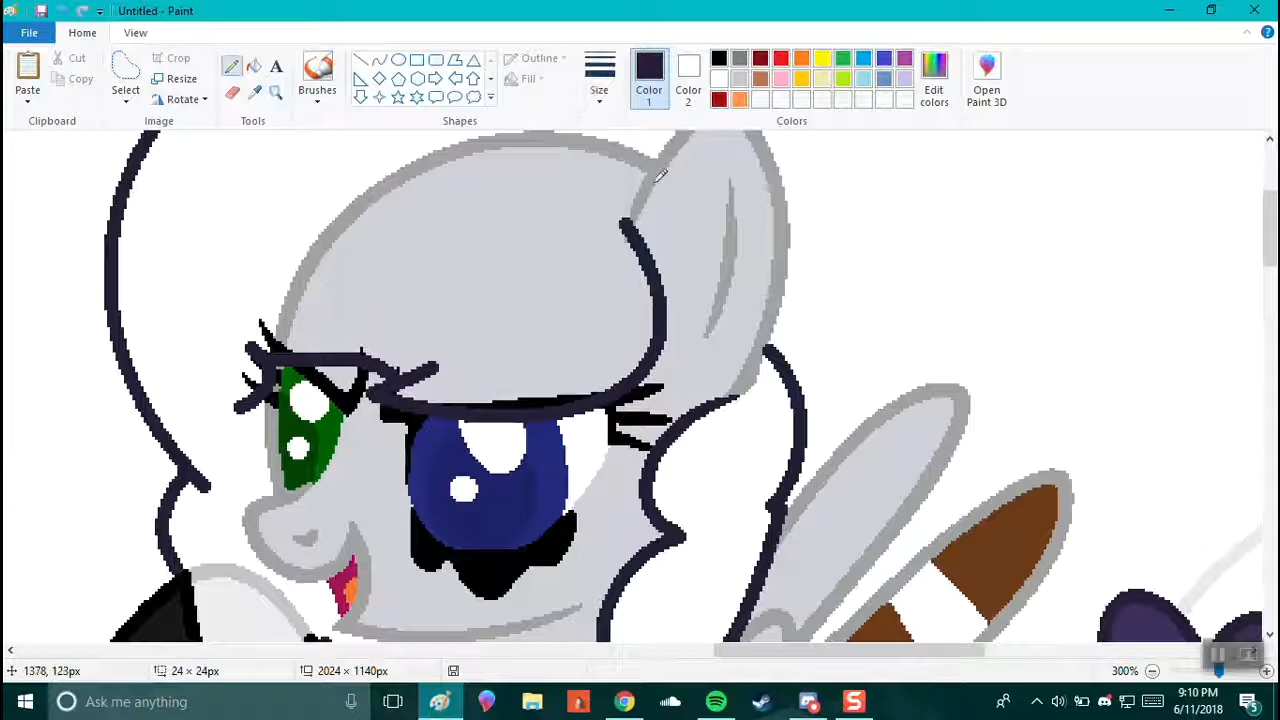 Untitled - Paint
File Home View
Paste
Cut
Copy
Clipboard
Select
Crop
Resize
Rotate
Image
A
Tools
Brushes
Outline
Fill
Shapes
Size
Color 1
Color 2
Edit colors
Open Paint 3D
Colors
1378, 123px
24 × 24px
2024 × 1140px
300%
Ask me anything
S
9:10 PM
6/11/2018
5